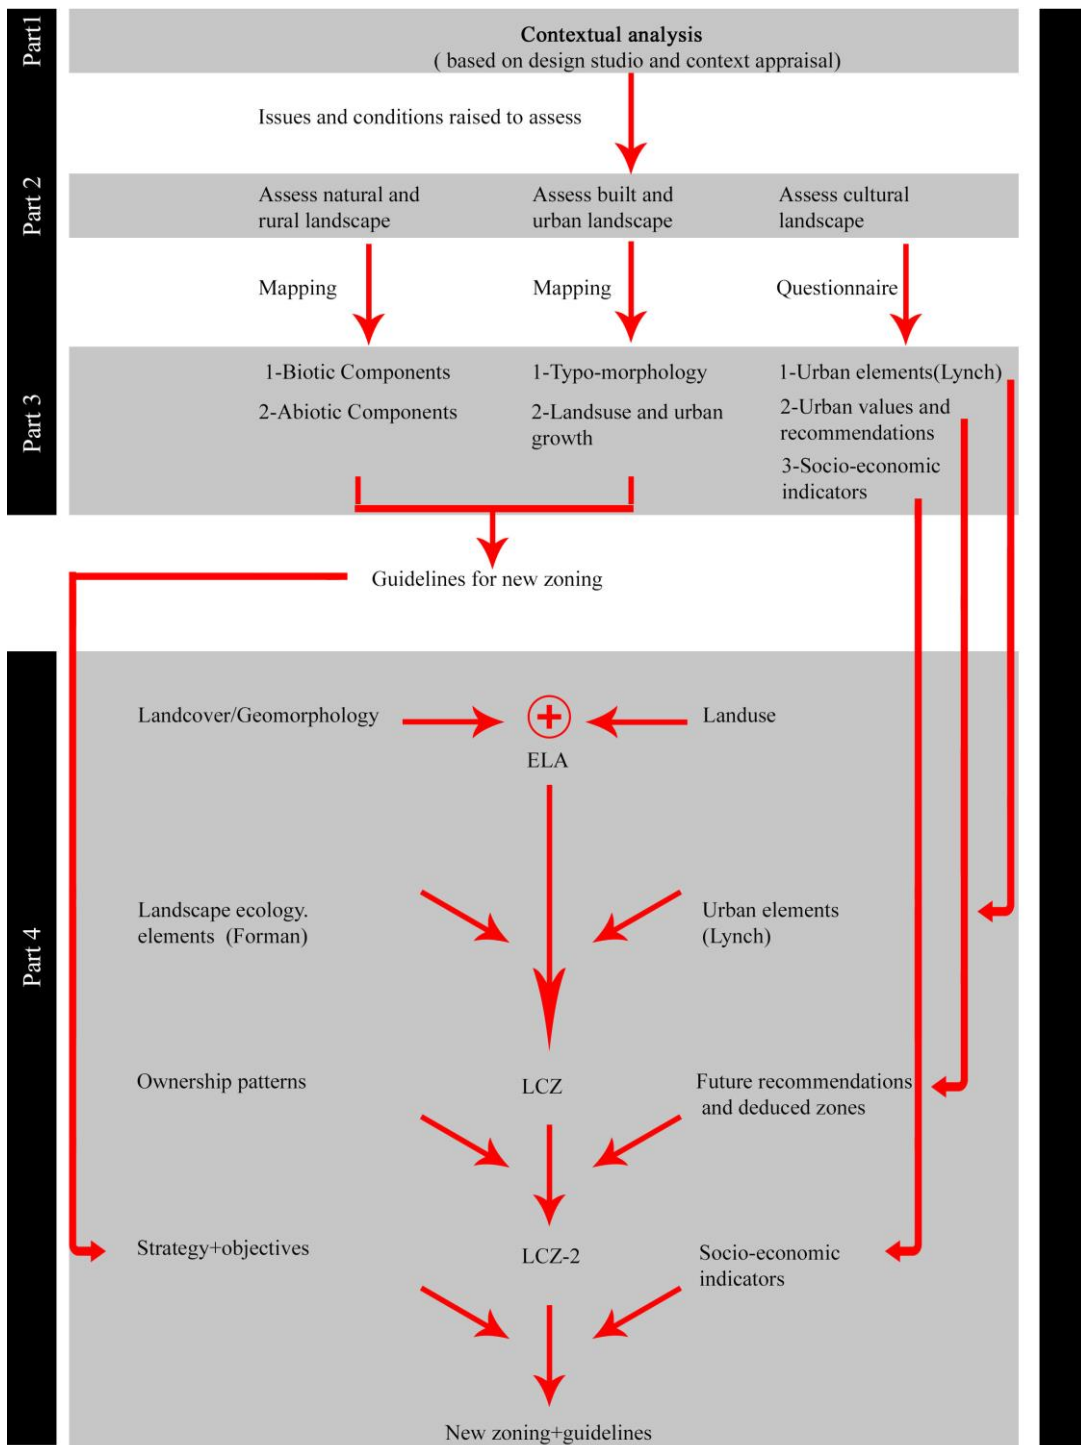 Part1
Contextual analysis
( based on design studio and context appraisal)
Issues and conditions raised to assess
Part 2
Assess natural and
rural landscape
Assess built and
urban landscape
Assess cultural
landscape
Mapping
Mapping
Questionnaire
Part 3
1-Biotic Components
2-Abiotic Components
1-Typo-morphology
2-Landsuse and urban
growth
1-Urban elements(Lynch)
2-Urban values and
recommendations
3-Socio-economic
indicators
Guidelines for new zoning
Part 4
Landcover/Geomorphology
Landuse
ELA
Landscape ecology.
elements (Forman)
Urban elements
(Lynch)
Ownership patterns
LCZ
Future recommendations
and deduced zones
Strategy+objectives
LCZ-2
Socio-economic
indicators
New zoning+guidelines